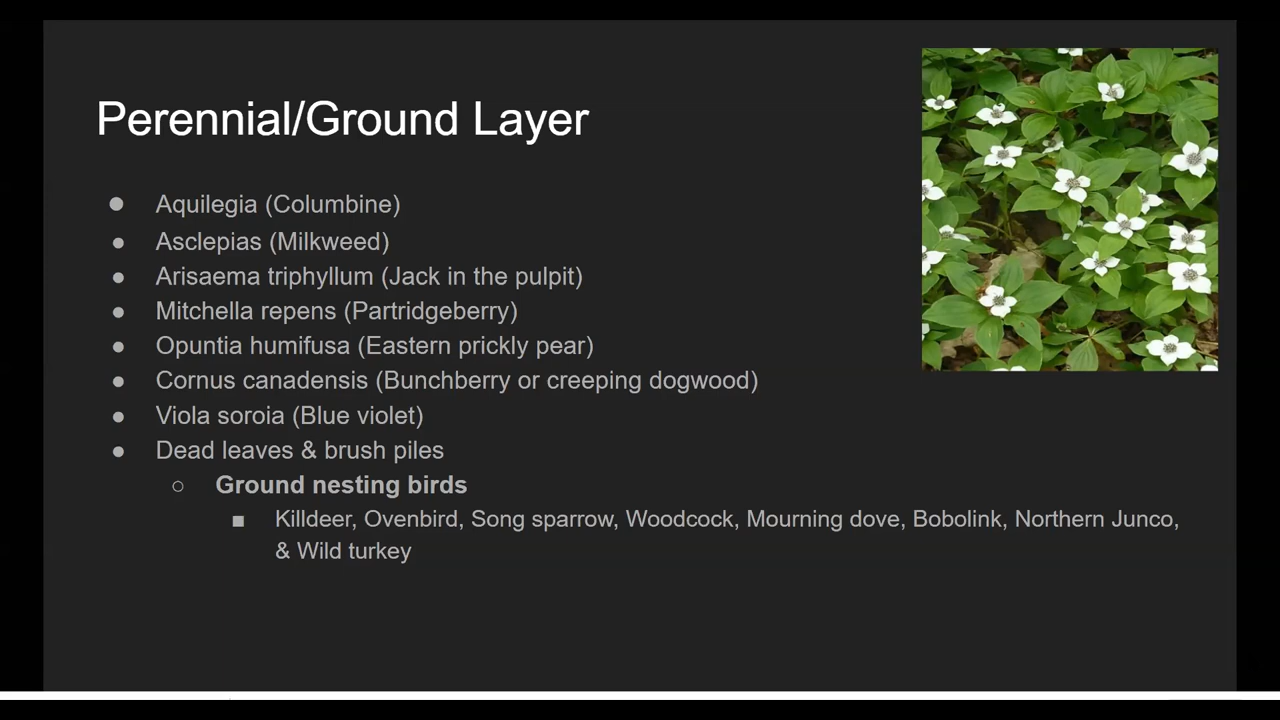 Perennial/Ground Layer
● Aquilegia (Columbine)
● Asclepias (Milkweed)
● Arisaema triphyllum (Jack in the pulpit)
● Mitchella repens (Partridgeberry)
● Opuntia humifusa (Eastern prickly pear)
● Cornus canadensis (Bunchberry or creeping dogwood)
● Viola soroia (Blue violet)
● Dead leaves & brush piles
○ Ground nesting birds
■ Killdeer, Ovenbird, Song sparrow, Woodcock, Mourning dove, Bobolink, Northern Junco,
& Wild turkey